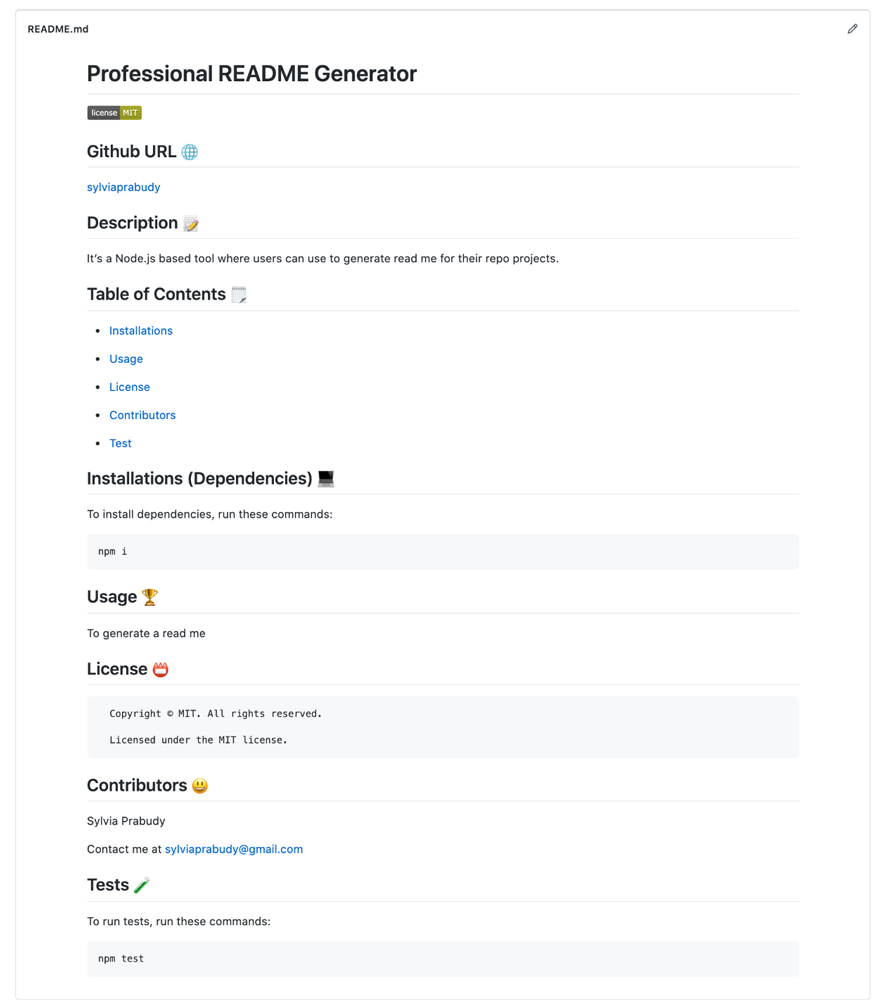 README.md
Professional README Generator
license MIT
Github URL 🌐
sylviaprabudy
Description 📝
It's a Node.js based tool where users can use to generate read me for their repo projects.
Table of Contents 🗒️
• Installations
• Usage
• License
• Contributors
• Test
Installations (Dependencies) 💻
To install dependencies, run these commands:
npm i
Usage 🏆
To generate a read me
License 📛
Copyright © MIT. All rights reserved.
Licensed under the MIT license.
Contributors 😃
Sylvia Prabudy
Contact me at sylviaprabudy@gmail.com
Tests 🧪
To run tests, run these commands:
npm test